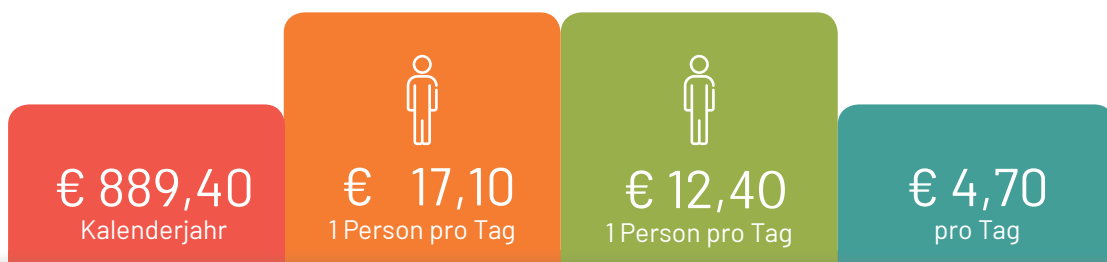 € 889,40
Kalenderjahr
€ 17,10
1 Person pro Tag
€ 12,40
1 Person pro Tag
€ 4,70
pro Tag